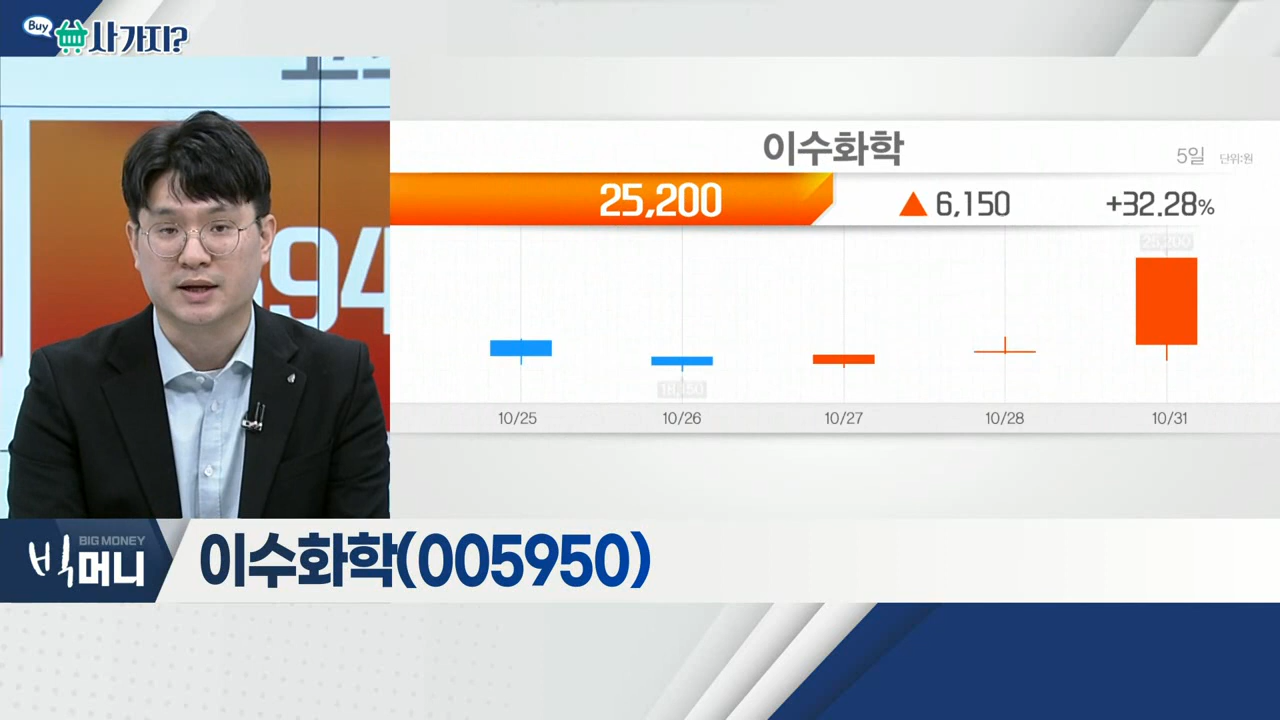 Buy
사가지?
94
이수화학
5일 단위:원
25,200 ▲ 6,150 +32.28%
25,200
10/25 10/26 10/27 10/28 10/31
BIG MONEY
빅머니
이수화학(005950)